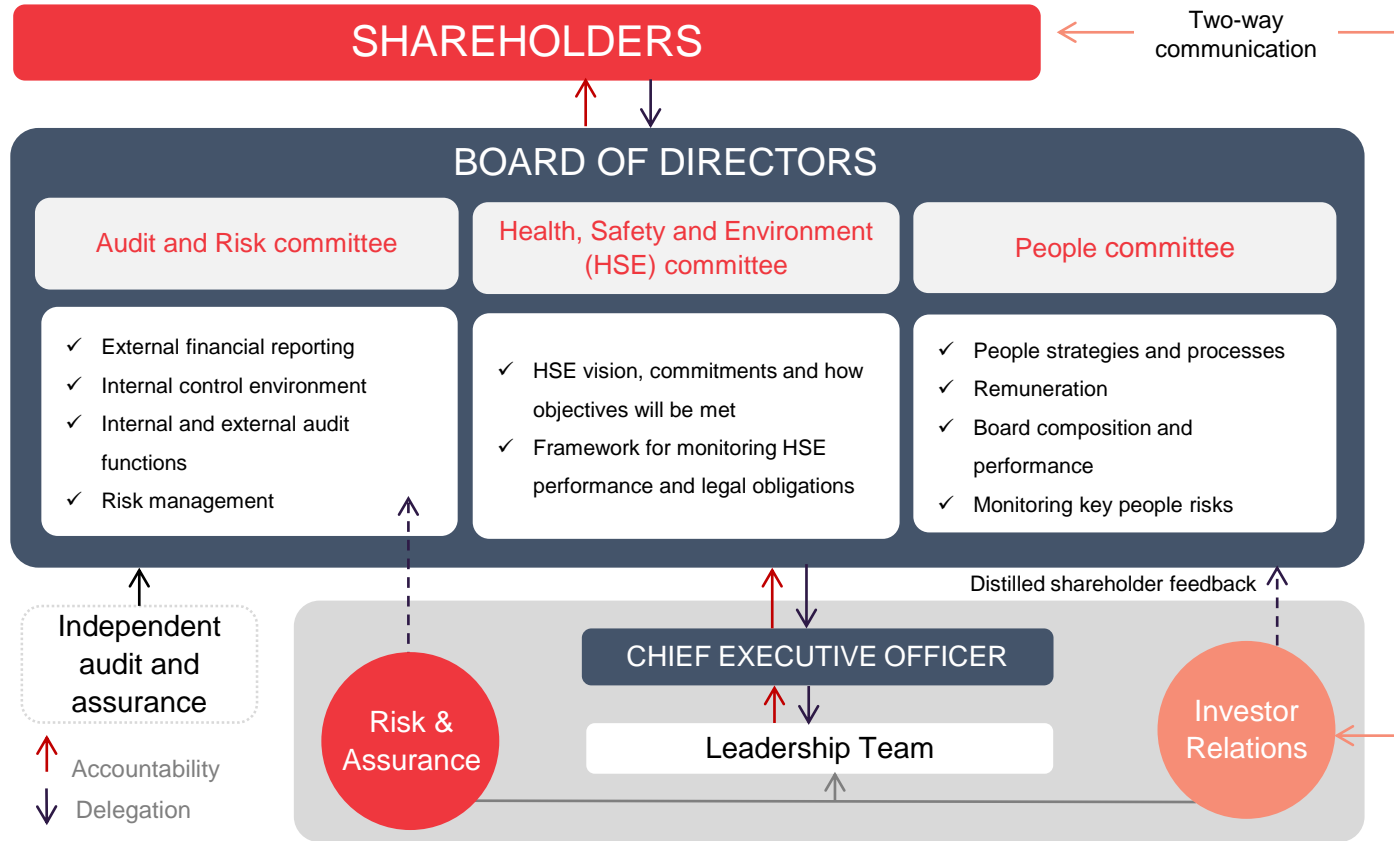 SHAREHOLDERS
Two-way
communication
BOARD OF DIRECTORS
Audit and Risk committee
Health, Safety and Environment
(HSE) committee
People committee
✓ External financial reporting
✓ Internal control environment
✓ Internal and external audit
functions
✓ Risk management
✓ HSE vision, commitments and how
objectives will be met
✓ Framework for monitoring HSE
performance and legal obligations
✓ People strategies and processes
✓ Remuneration
✓ Board composition and
performance
✓ Monitoring key people risks
Distilled shareholder feedback
Independent
audit and
assurance
CHIEF EXECUTIVE OFFICER
Risk &
Assurance
Leadership Team
Investor
Relations
Accountability
Delegation